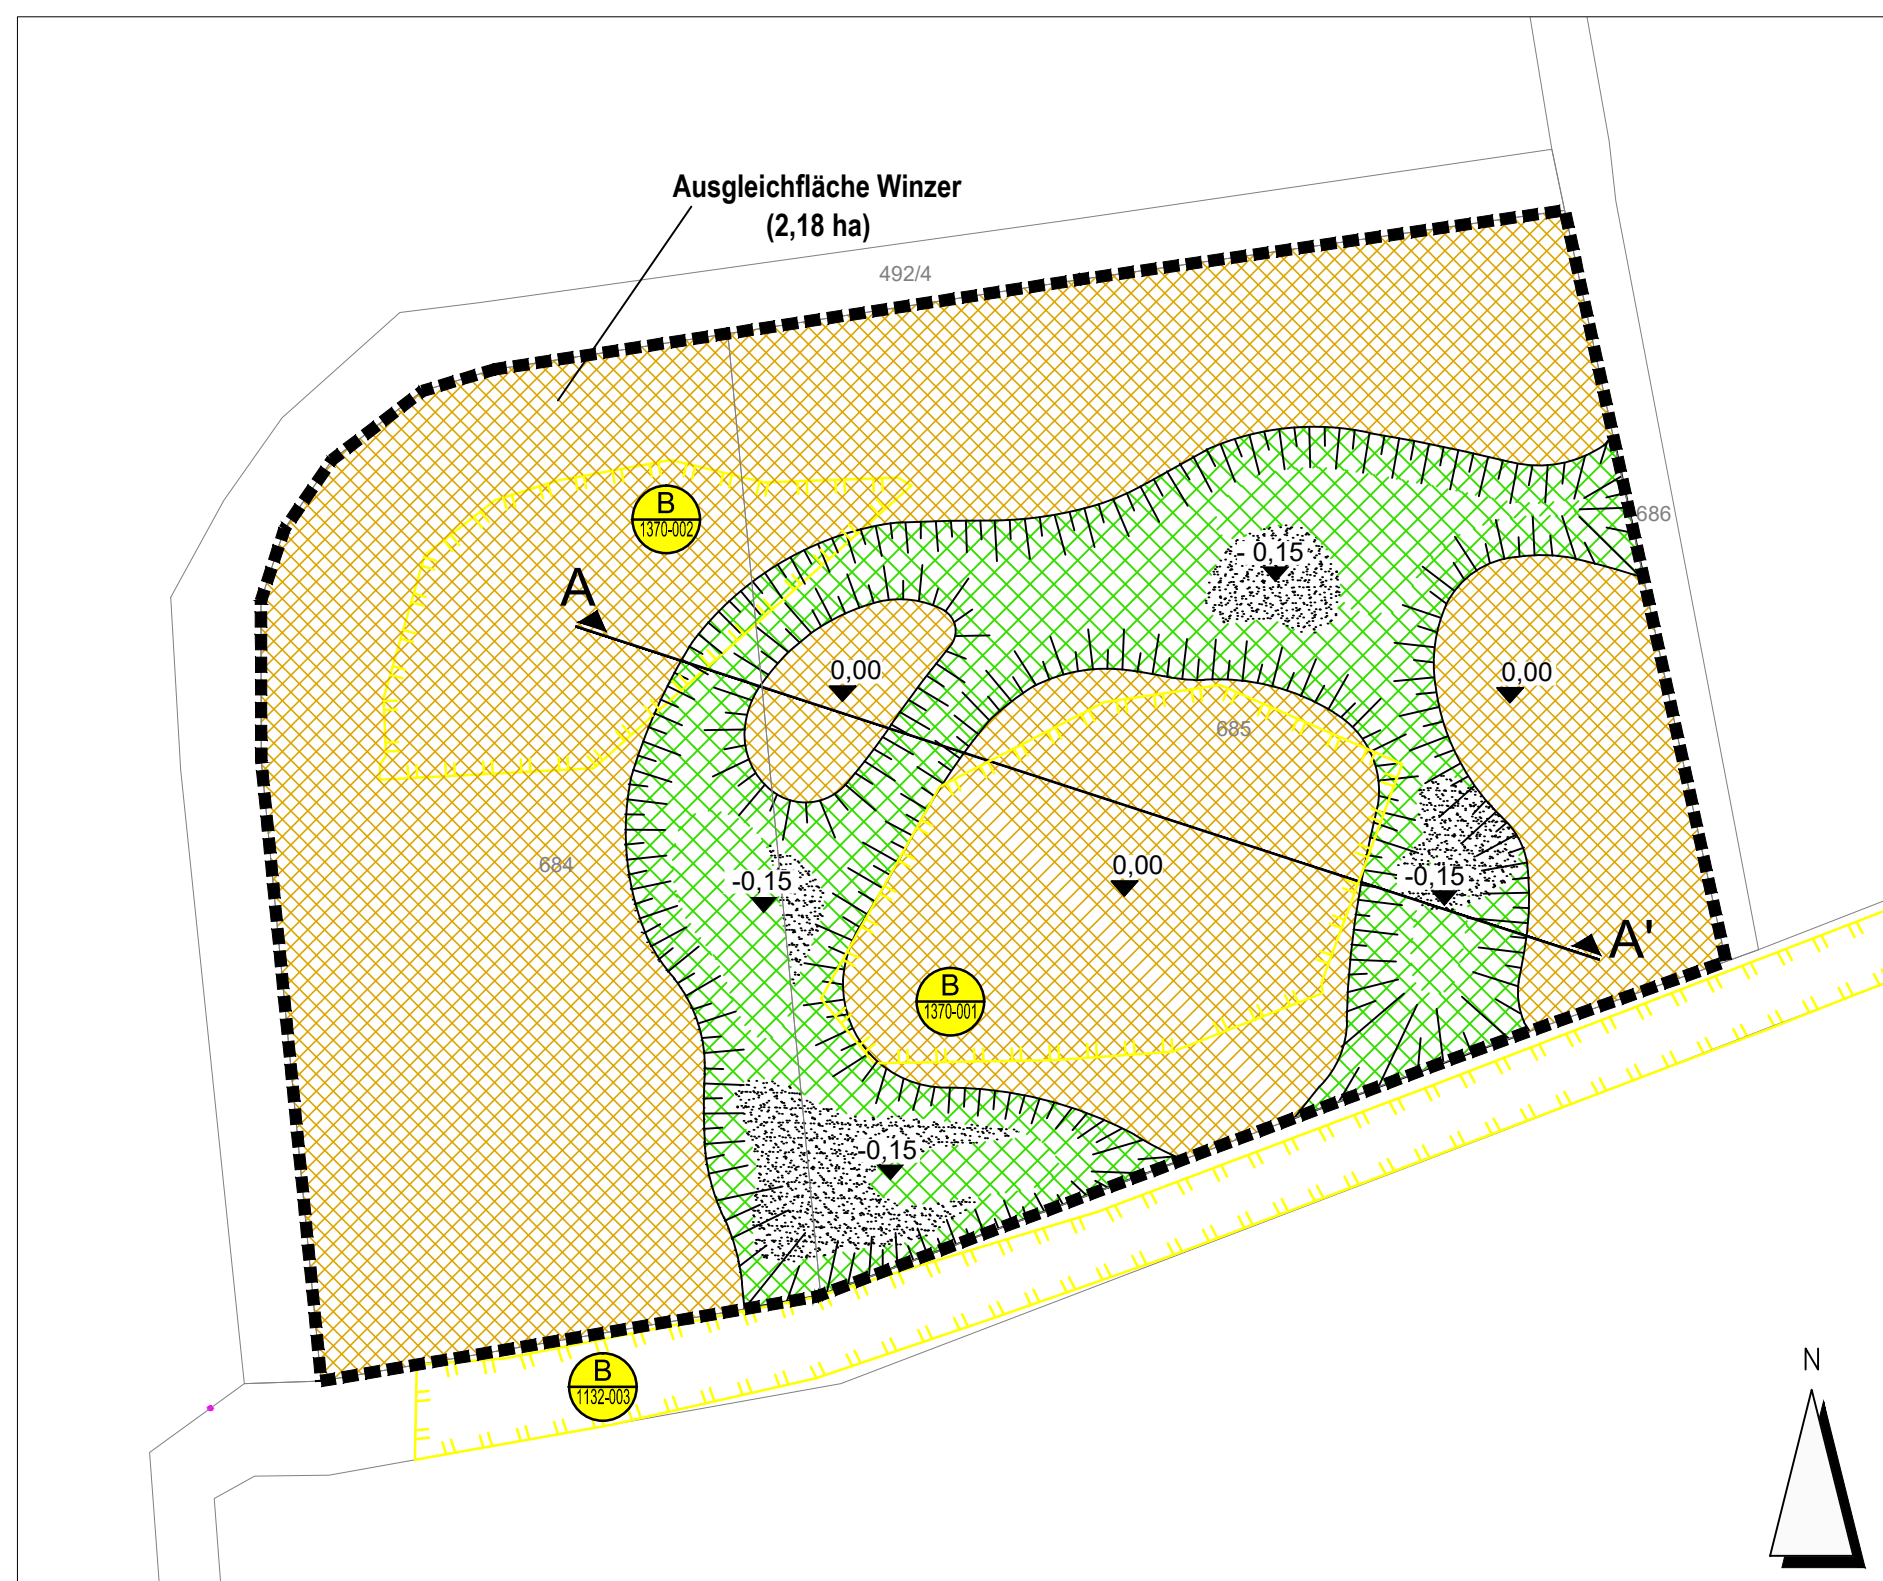 Ausgleichfläche Winzer
(2,18 ha)
492/4
B
1370-002
686
- 0,15
A
0,00
0,00
685
684
-0,15
0,00
-0,15
A'
B
1370-001
-0,15
N
B
1132-003